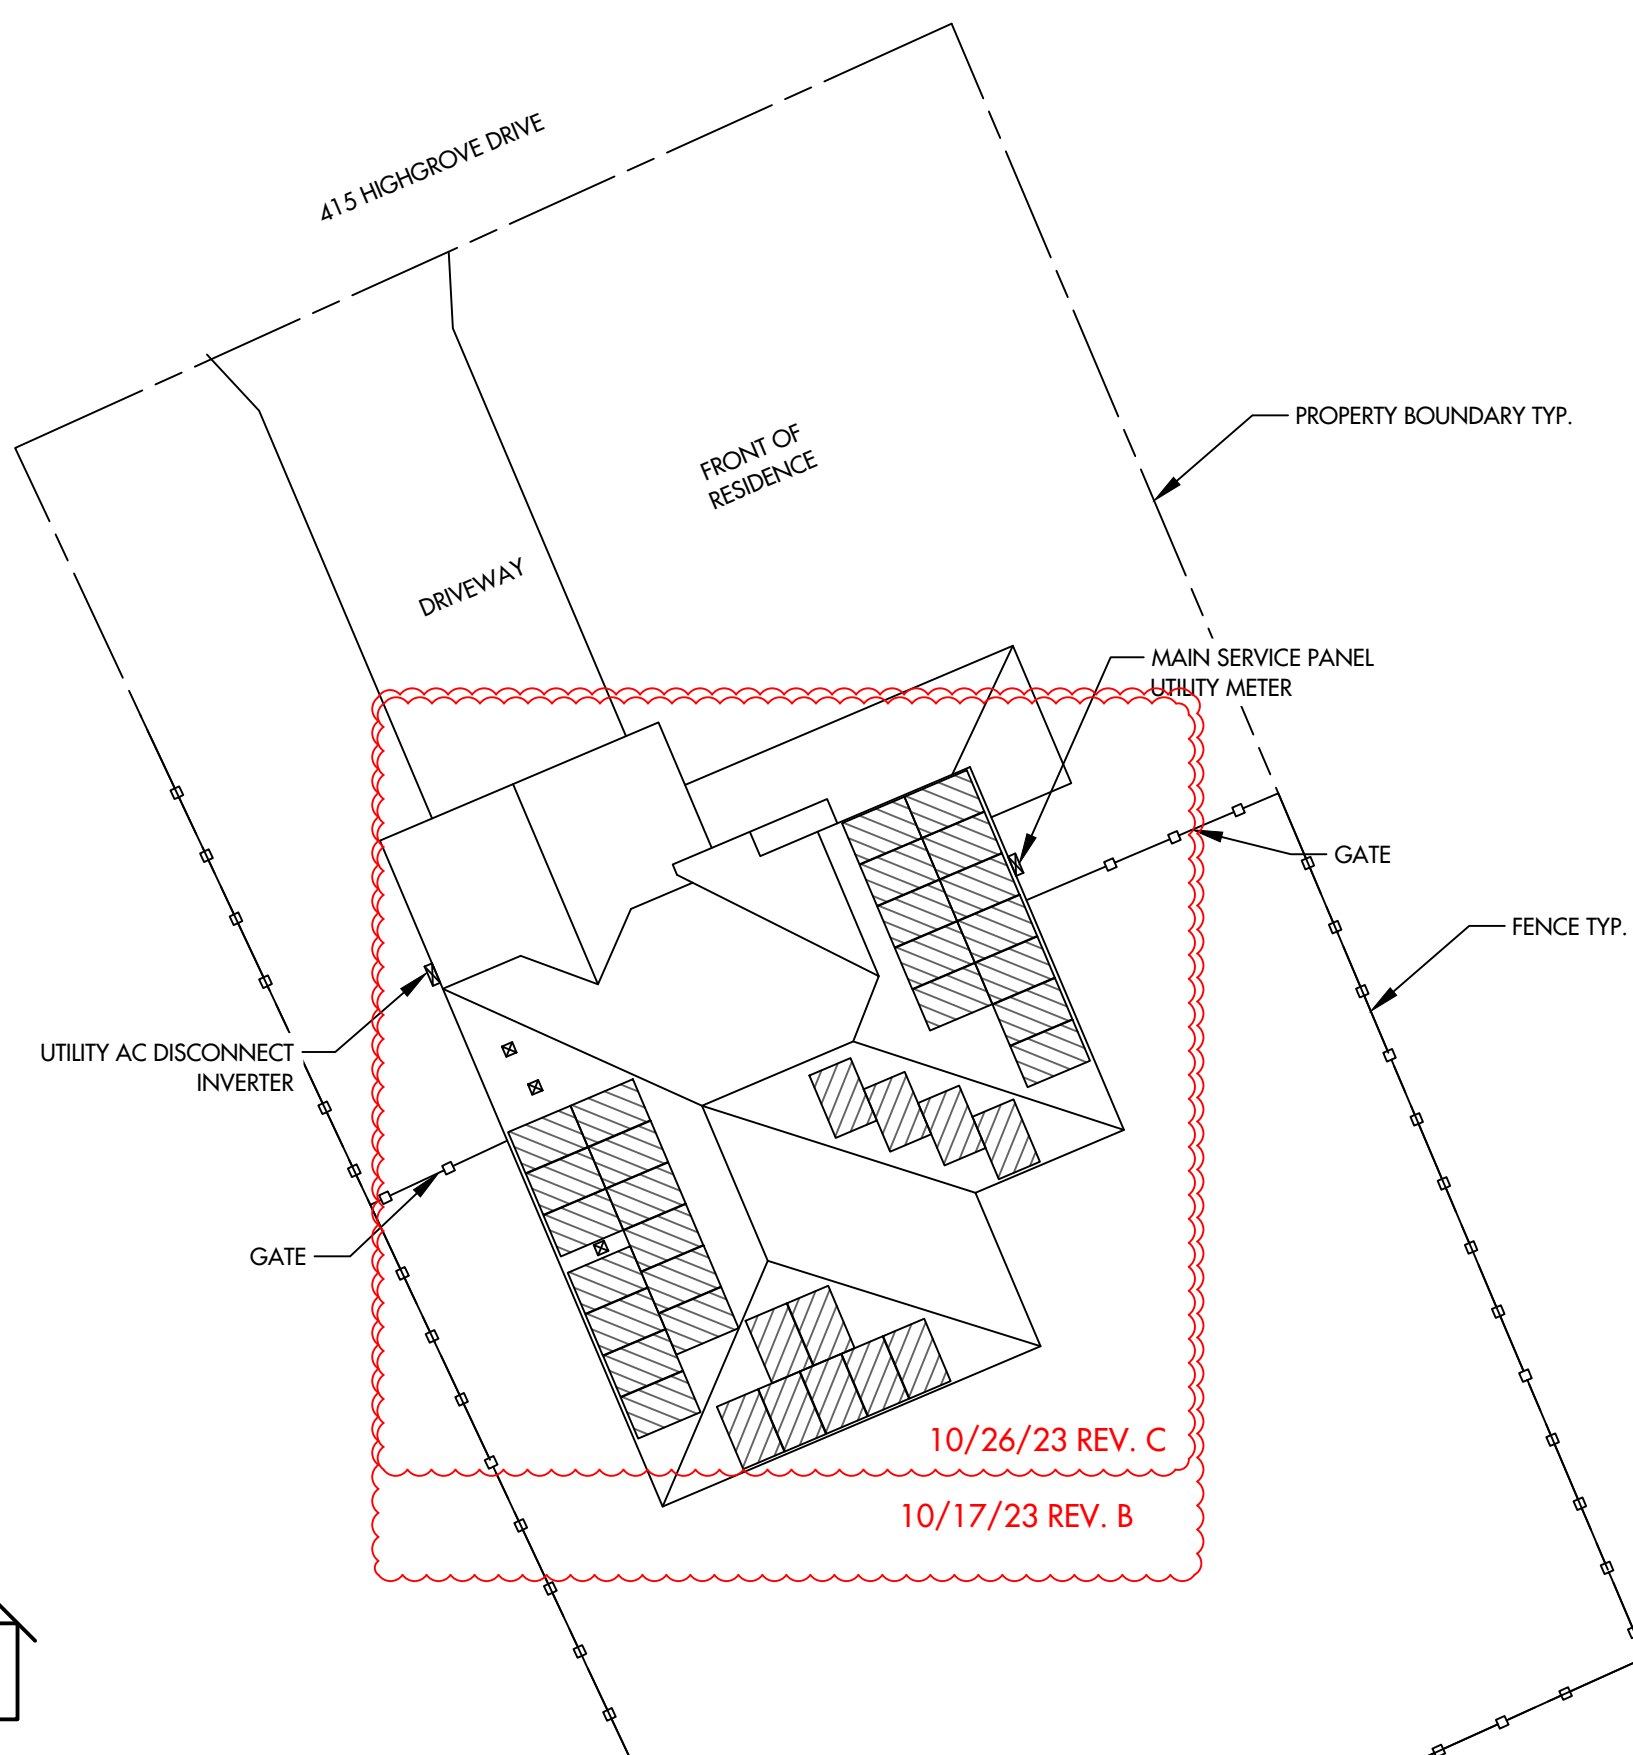 415 HIGHGROVE DRIVE
PROPERTY BOUNDARY TYP.
FRONT OF
RESIDENCE
DRIVEWAY
MAIN SERVICE PANEL
UTILITY METER
GATE
FENCE TYP.
UTILITY AC DISCONNECT
INVERTER
GATE
10/26/23 REV. C
10/17/23 REV. B